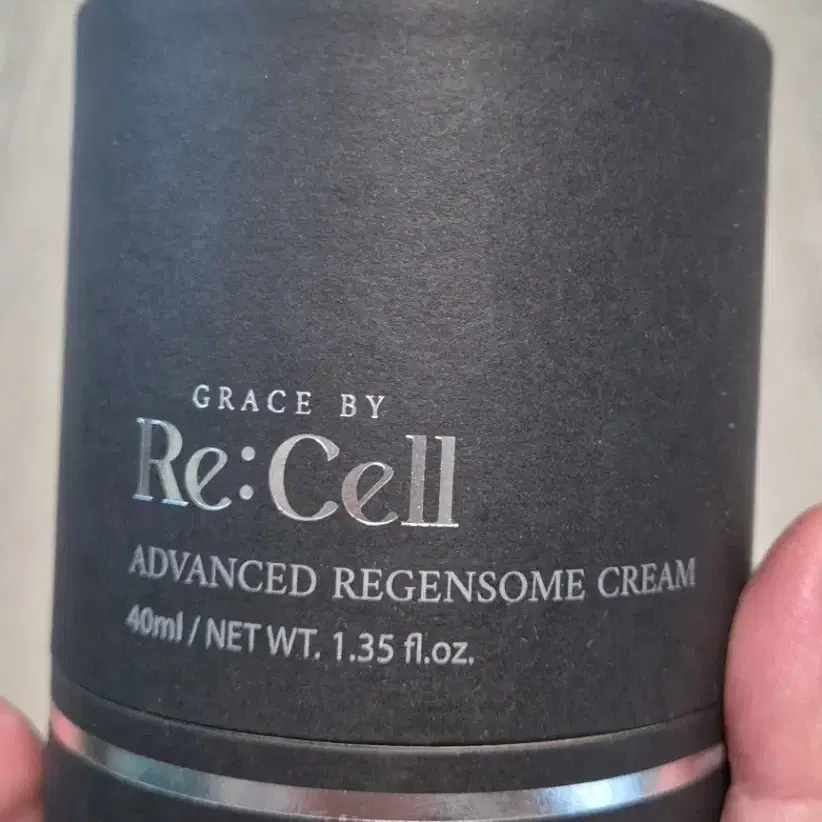 GRACE BY
Re:Cell
ADVANCED REGENSOME CREAM
40ml / NET WT. 1.35 fl.oz.